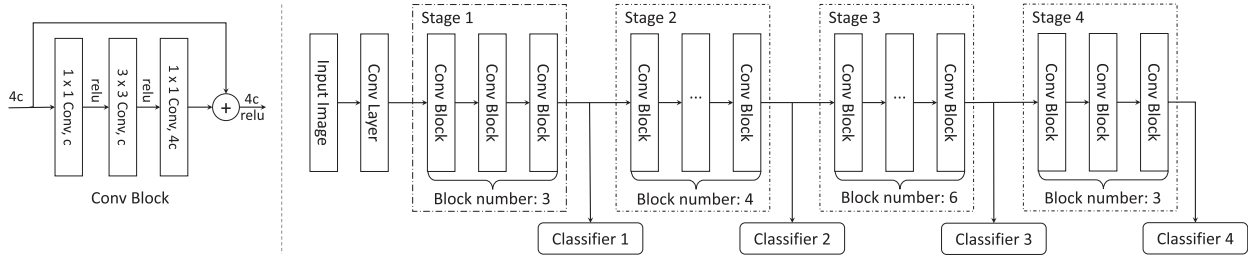 4c
1 x 1 Conv, c
relu
3 x 3 Conv, c
relu
1 x 1 Conv, 4c
+
4c
relu
Conv Block
Input Image
Conv Layer
Stage 1
Conv Block
Conv Block
Conv Block
Block number: 3
Classifier 1
Stage 2
Conv Block
...
Conv Block
Block number: 4
Classifier 2
Stage 3
Conv Block
...
Conv Block
Block number: 6
Classifier 3
Stage 4
Conv Block
Conv Block
Conv Block
Block number: 3
Classifier 4